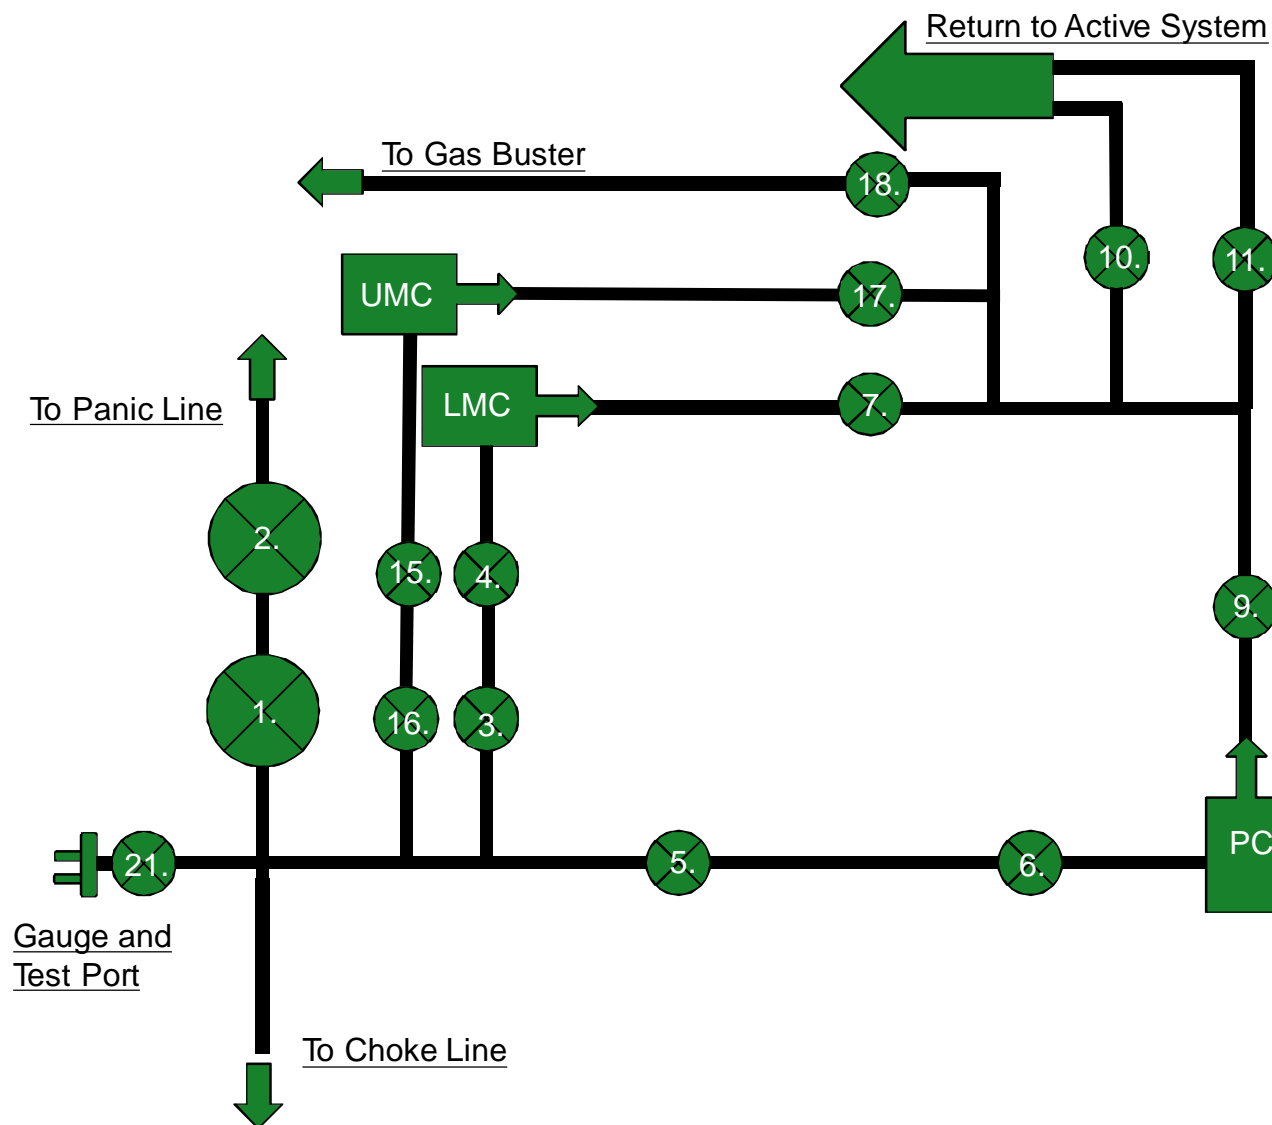 Return to Active System
To Gas Buster
18.
10.
11.
UMC
17.
To Panic Line
LMC
7.
2.
15.
4.
9.
1.
16.
3.
PC
21.
5.
6.
Gauge and
Test Port
To Choke Line